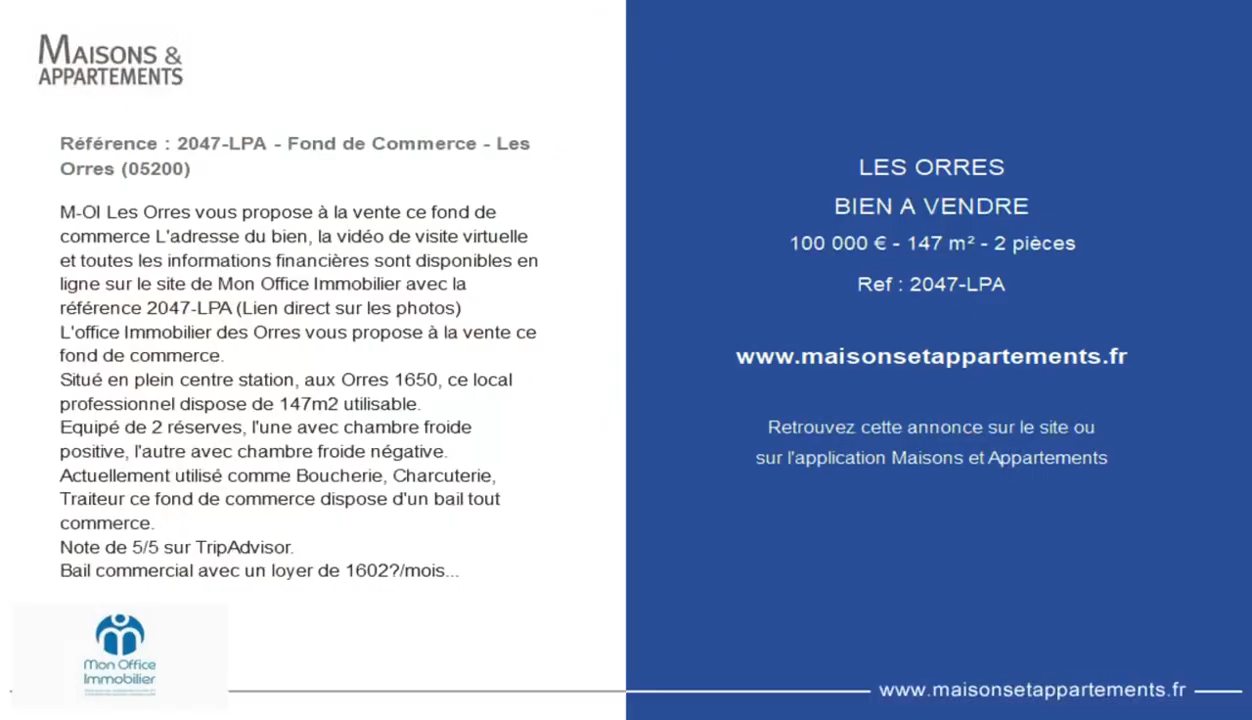 MAISONS &
APPARTEMENTS
Référence : 2047-LPA - Fond de Commerce - Les
Orres (05200)
M-OI Les Orres vous propose à la vente ce fond de
commerce L'adresse du bien, la vidéo de visite virtuelle
et toutes les informations financières sont disponibles en
ligne sur le site de Mon Office Immobilier avec la
référence 2047-LPA (Lien direct sur les photos)
L'office Immobilier des Orres vous propose à la vente ce
fond de commerce.
Situé en plein centre station, aux Orres 1650, ce local
professionnel dispose de 147m2 utilisable.
Equipé de 2 réserves, l'une avec chambre froide
positive, l'autre avec chambre froide négative.
Actuellement utilisé comme Boucherie, Charcuterie,
Traiteur ce fond de commerce dispose d'un bail tout
commerce.
Note de 5/5 sur TripAdvisor.
Bail commercial avec un loyer de 1602?/mois...
Mon Office
Immobilier
LES ORRES
BIEN A VENDRE
100 000 € - 147 m² - 2 pièces
Ref : 2047-LPA
www.maisonsetappartements.fr
Retrouvez cette annonce sur le site ou
sur l'application Maisons et Appartements
www.maisonsetappartements.fr